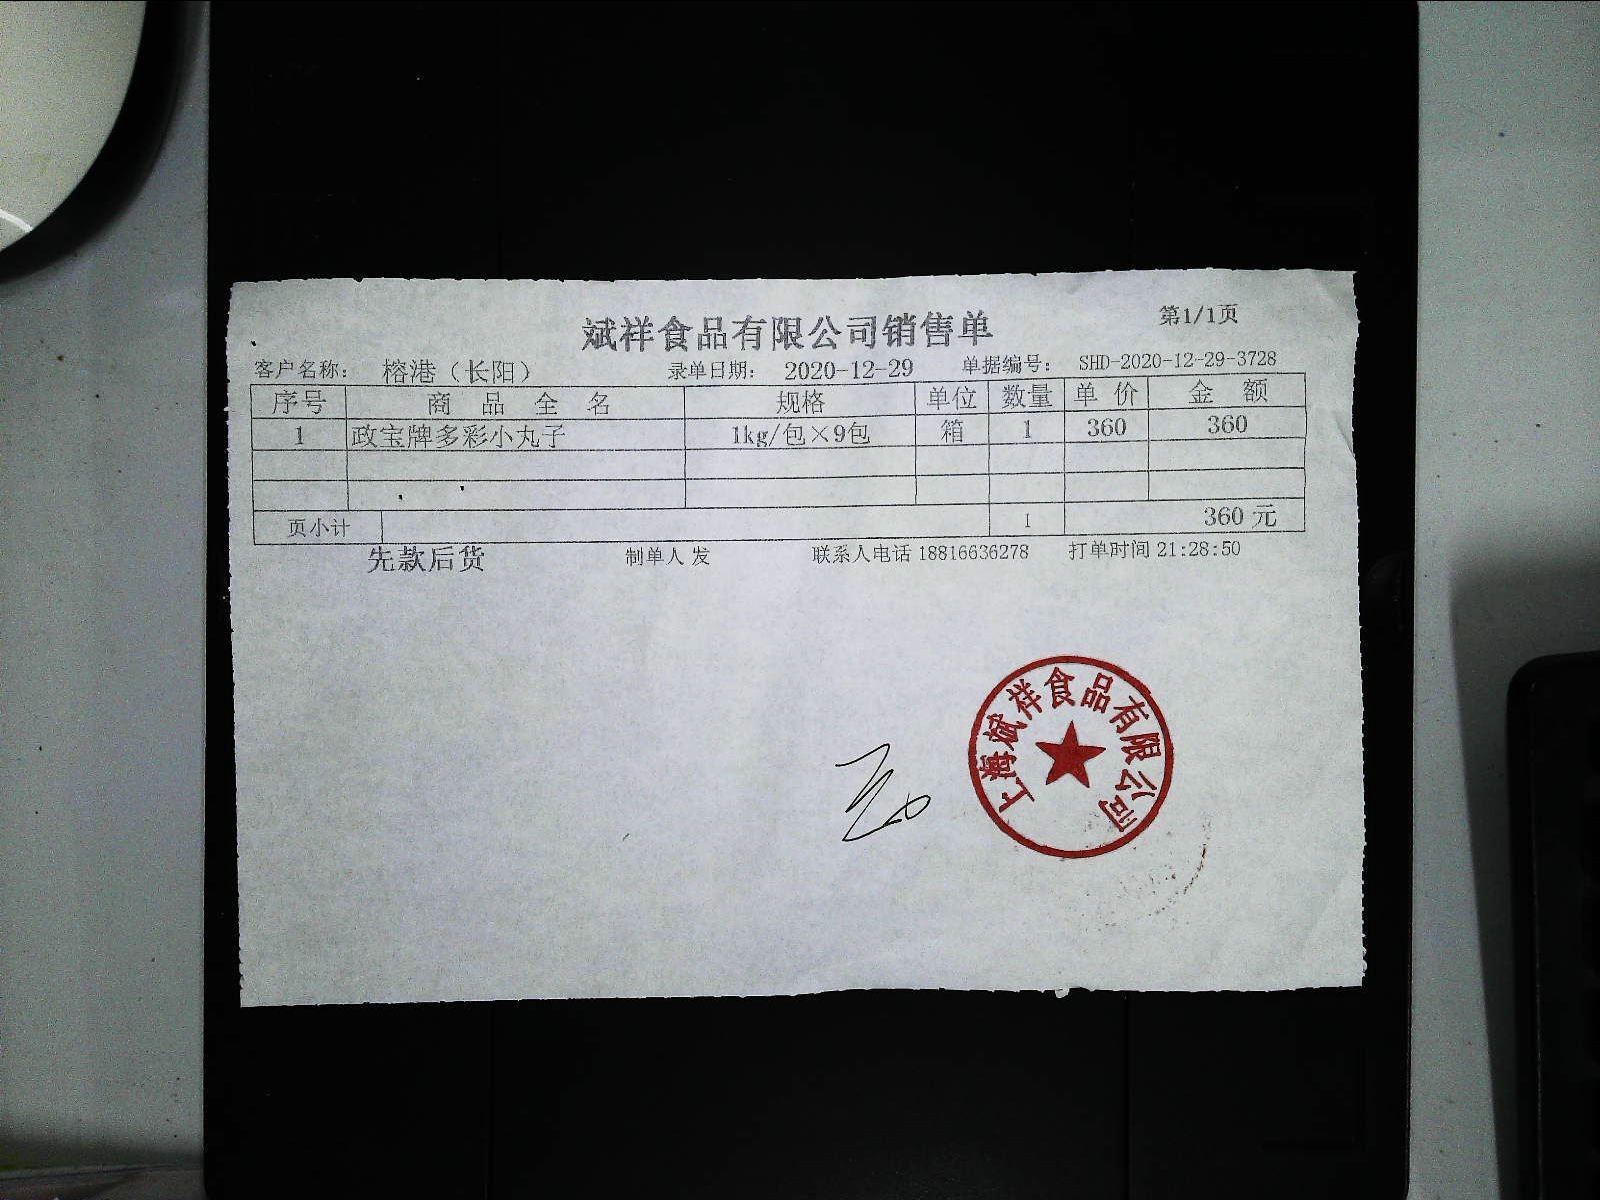 斌祥食品有限公司销售单
第1/1页
客户名称： 榕港（长阳） 录单日期： 2020-12-29 单据编号： SHD-2020-12-29-3728
序号 商 品 全 名 规格 单位 数量 单 价 金 额
1 政宝牌多彩小丸子 1kg/包×9包 箱 1 360 360
页小计 1 360 元
先款后货 制单人 发 联系人电话 18816636278 打单时间 21:28:50
上海斌祥食品有限公司